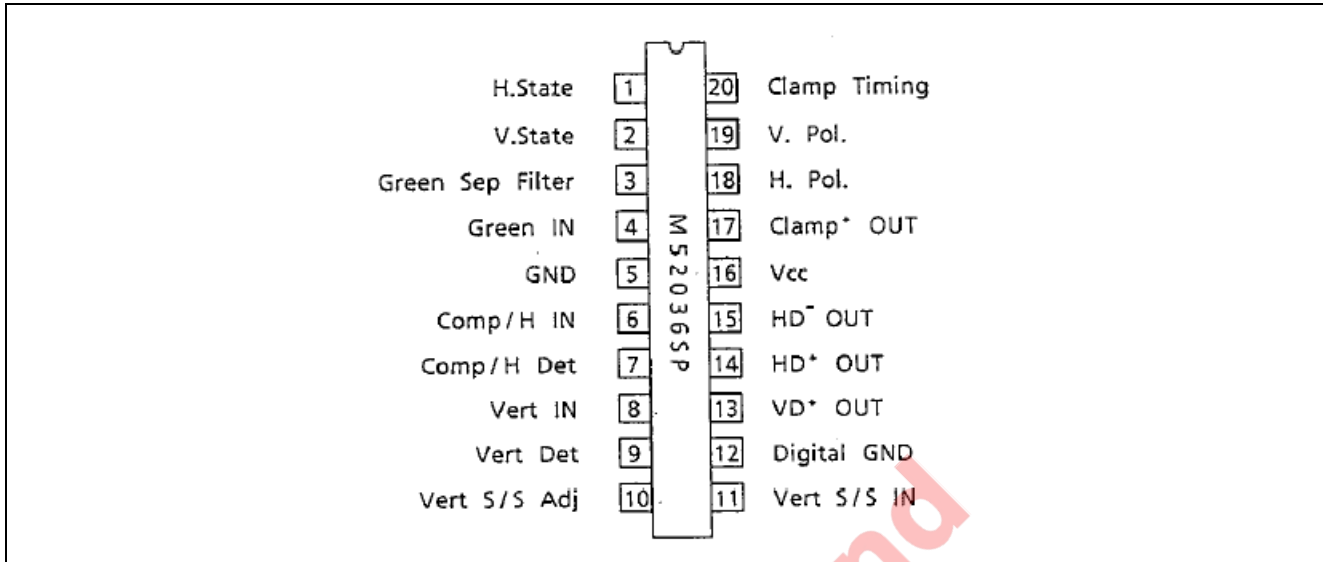 H.State 1 20 Clamp Timing
V.State 2 19 V. Pol.
Green Sep Filter 3 18 H. Pol.
Green IN 4 17 Clamp⁺ OUT
GND 5 16 Vcc
Comp/H IN 6 15 HD⁻ OUT
Comp/H Det 7 14 HD⁺ OUT
Vert IN 8 13 VD⁺ OUT
Vert Det 9 12 Digital GND
Vert S/S Adj 10 11 Vert S/S IN
M52036SP
nd